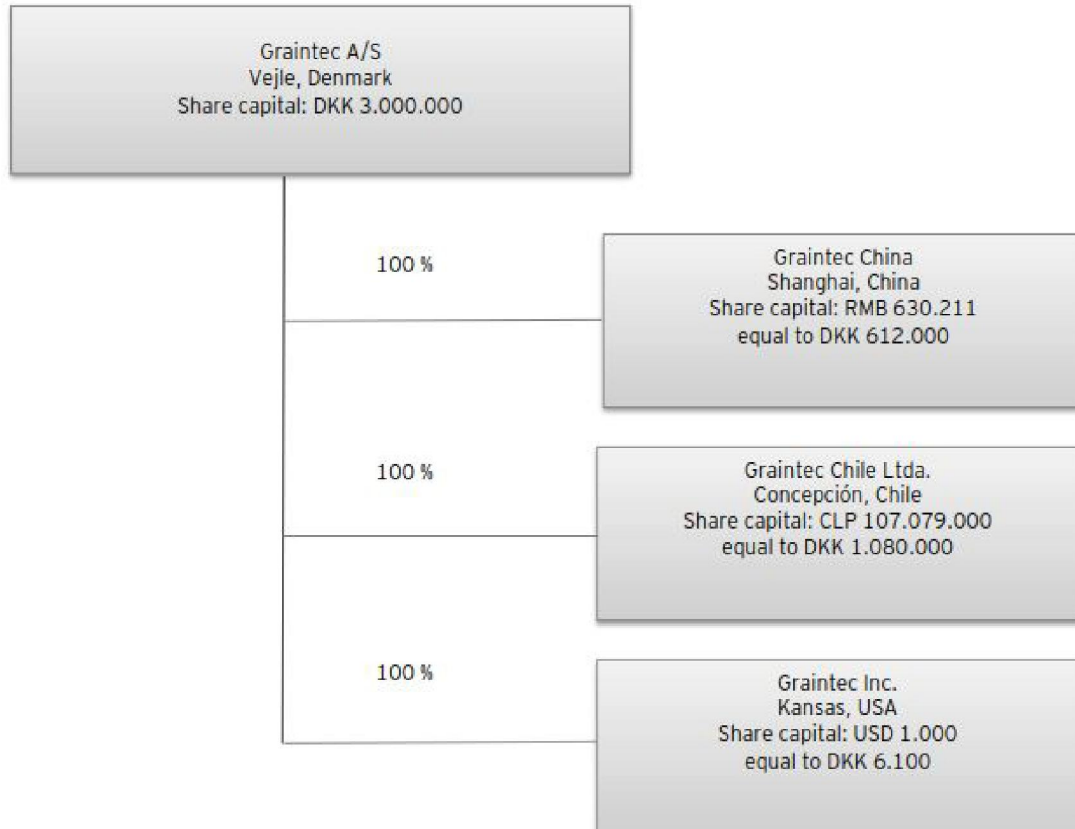 Graintec A/S
Vejle, Denmark
Share capital: DKK 3.000.000
100 %
Graintec China
Shanghai, China
Share capital: RMB 630.211
equal to DKK 612.000
100 %
Graintec Chile Ltda.
Concepción, Chile
Share capital: CLP 107.079.000
equal to DKK 1.080.000
100 %
Graintec Inc.
Kansas, USA
Share capital: USD 1.000
equal to DKK 6.100